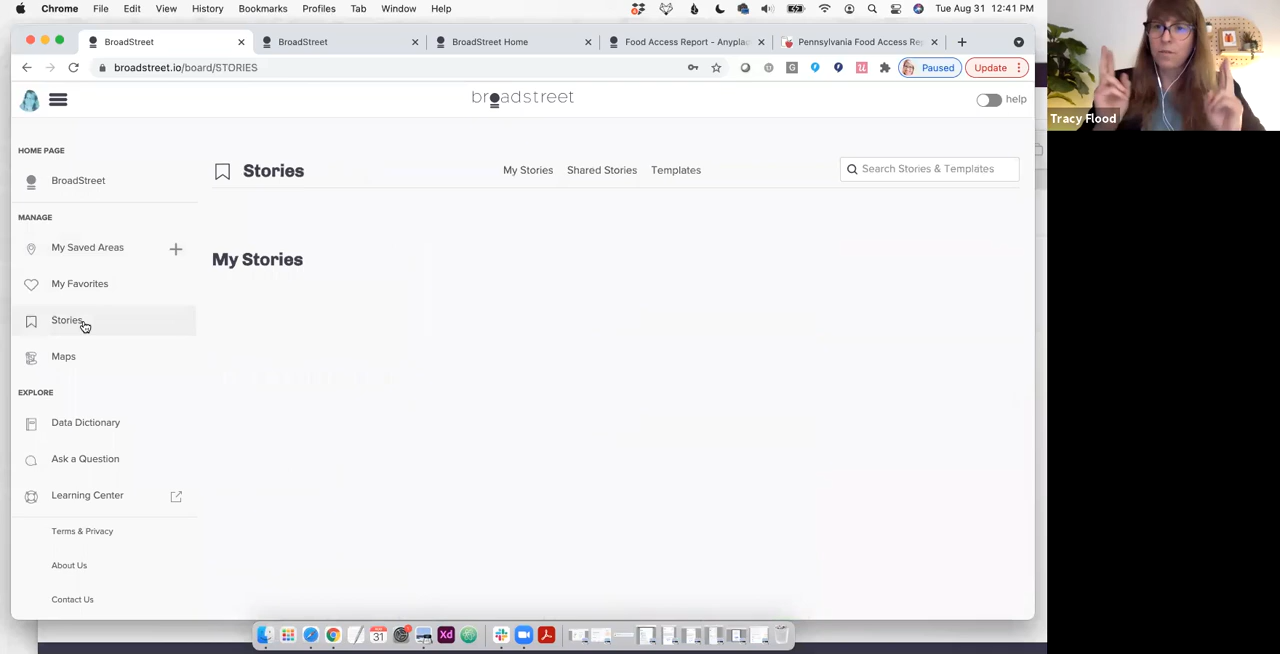 Chrome File Edit View History Bookmarks Profiles Tab Window Help
Tue Aug 31 12:41 PM
BroadStreet
BroadStreet
BroadStreet Home
Food Access Report - Anypla
Pennsylvania Food Access Re
broadstreet.io/board/STORIES
Paused
Update
broadstreet
help
HOME PAGE
BroadStreet
MANAGE
My Saved Areas
My Favorites
Stories
Maps
EXPLORE
Data Dictionary
Ask a Question
Learning Center
Terms & Privacy
About Us
Contact Us
Stories
My Stories
Shared Stories
Templates
Search Stories & Templates
My Stories
Tracy Flood
31
Xd